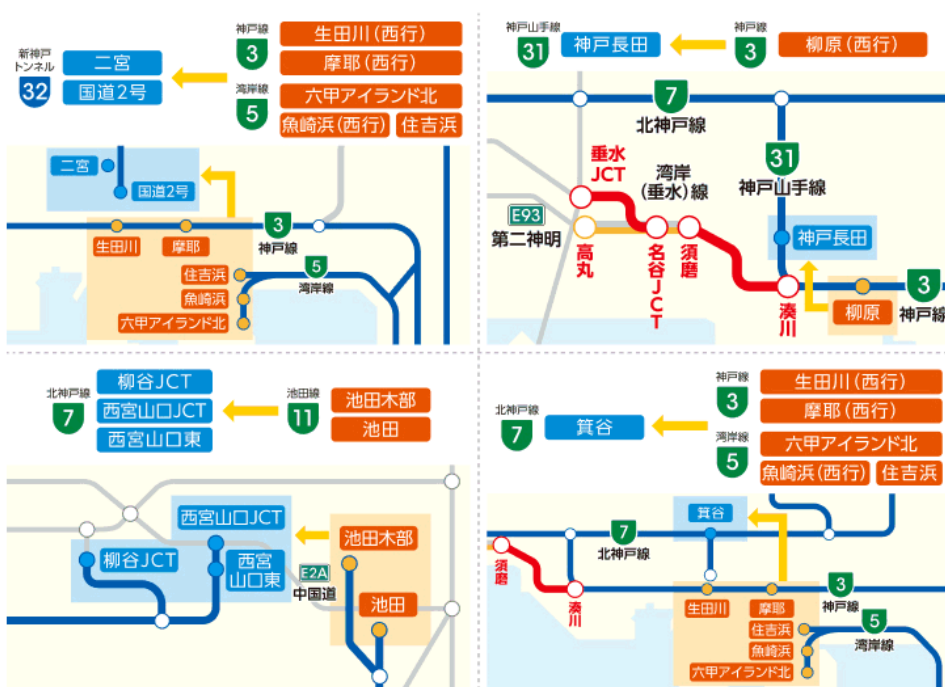 新神戸
トンネル
32
二宮
国道2号
神戸線
3
生田川(西行)
摩耶(西行)
湾岸線
5
六甲アイランド北
魚崎浜(西行)
住吉浜
二宮
国道2号
生田川
摩耶
3
神戸線
住吉浜
魚崎浜
六甲アイランド北
5
湾岸線
神戸山手線
31
神戸長田
神戸線
3
柳原(西行)
7
北神戸線
垂水
JCT
湾岸
(垂水)線
31
神戸山手線
E93
第二神明
高丸
名谷JCT
須磨
神戸長田
湊川
柳原
3
神戸線
北神戸線
7
柳谷JCT
西宮山口JCT
西宮山口東
池田線
11
池田木部
池田
西宮山口JCT
柳谷JCT
西宮
山口東
E2A
中国道
池田木部
池田
北神戸線
7
箕谷
神戸線
3
生田川(西行)
摩耶(西行)
湾岸線
5
六甲アイランド北
魚崎浜(西行)
住吉浜
箕谷
7
北神戸線
須磨
湊川
生田川
摩耶
3
神戸線
住吉浜
魚崎浜
六甲アイランド北
5
湾岸線